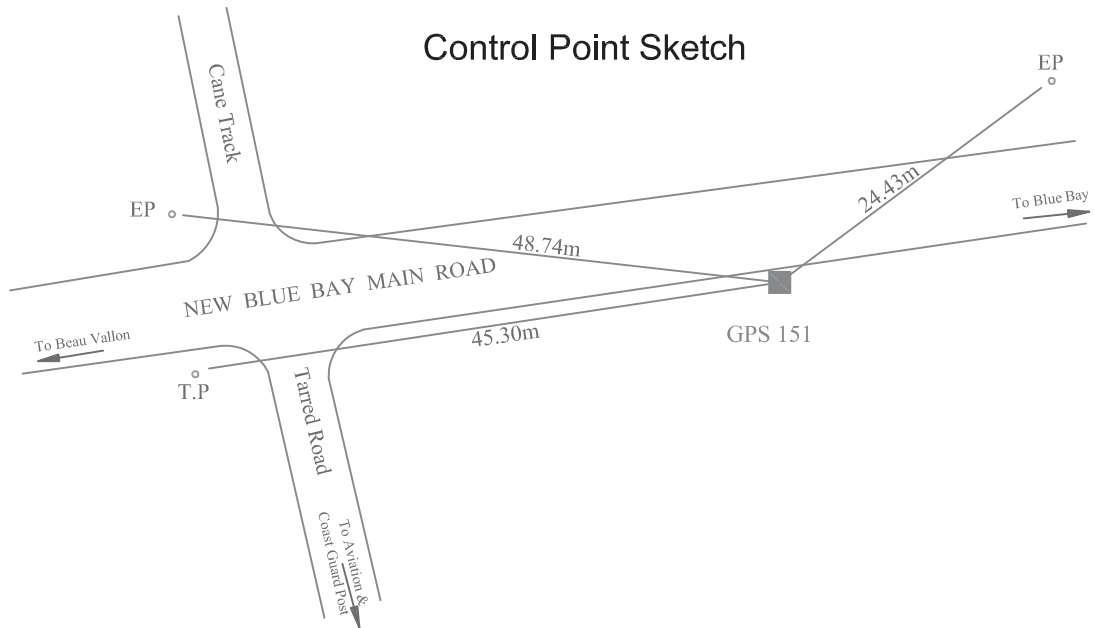 Control Point Sketch
EP
Cane Track
24.43m
To Blue Bay
EP
48.74m
NEW BLUE BAY MAIN ROAD
GPS 151
45.30m
To Beau Vallon
T.P
Tarred Road
To Aviation &
Coast Guard Post